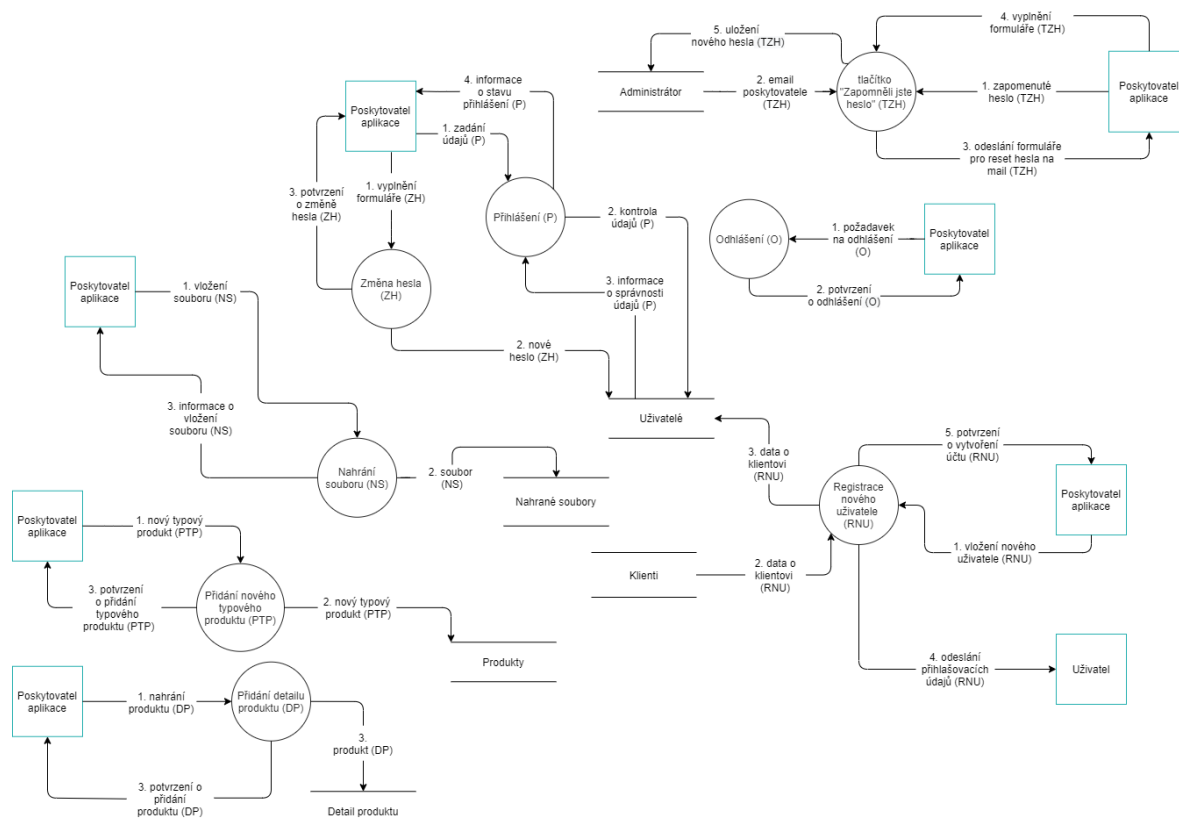 4. vyplnění
formuláře (TZH)
5. uložení
nového hesla (TZH)
Administrátor
2. email
poskytovatele
(TZH)
tlačítko
"Zapomněli jste
heslo" (TZH)
1. zapomenuté
heslo (TZH)
Poskytovatel
aplikace
3. odeslání formuláře
pro reset hesla na
mail (TZH)
4. informace
o stavu
přihlášení (P)
Poskytovatel
aplikace
1. zadání
údajů (P)
3. potvrzení
o změně
hesla (ZH)
1. vyplnění
formuláře (ZH)
Přihlášení (P)
2. kontrola
údajů (P)
Změna hesla
(ZH)
3. informace
o správnosti
údajů (P)
2. nové
heslo (ZH)
Odhlášení (O)
1. požadavek
na odhlášení
(O)
Poskytovatel
aplikace
2. potvrzení
o odhlášení (O)
Poskytovatel
aplikace
1. vložení
souboru (NS)
3. informace o
vložení
souboru (NS)
Nahrání
souboru (NS)
2. soubor
(NS)
Nahrané soubory
Uživatelé
3. data o
klientovi
(RNU)
5. potvrzení
o vytvoření
účtu (RNU)
Registrace
nového
uživatele
(RNU)
Poskytovatel
aplikace
1. vložení nového
uživatele (RNU)
Klienti
2. data o
klientovi
(RNU)
4. odeslání
přihlašovacích
údajů (RNU)
Uživatel
Poskytovatel
aplikace
1. nový typový
produkt (PTP)
3. potvrzení
o přidání
typového
produktu (PTP)
Přidání nového
typového
produktu (PTP)
2. nový typový
produkt (PTP)
Produkty
Poskytovatel
aplikace
1. nahrání
produktu (DP)
Přidání detailu
produktu (DP)
3.
produkt (DP)
3. potvrzení o
přidání
produktu (DP)
Detail produktu